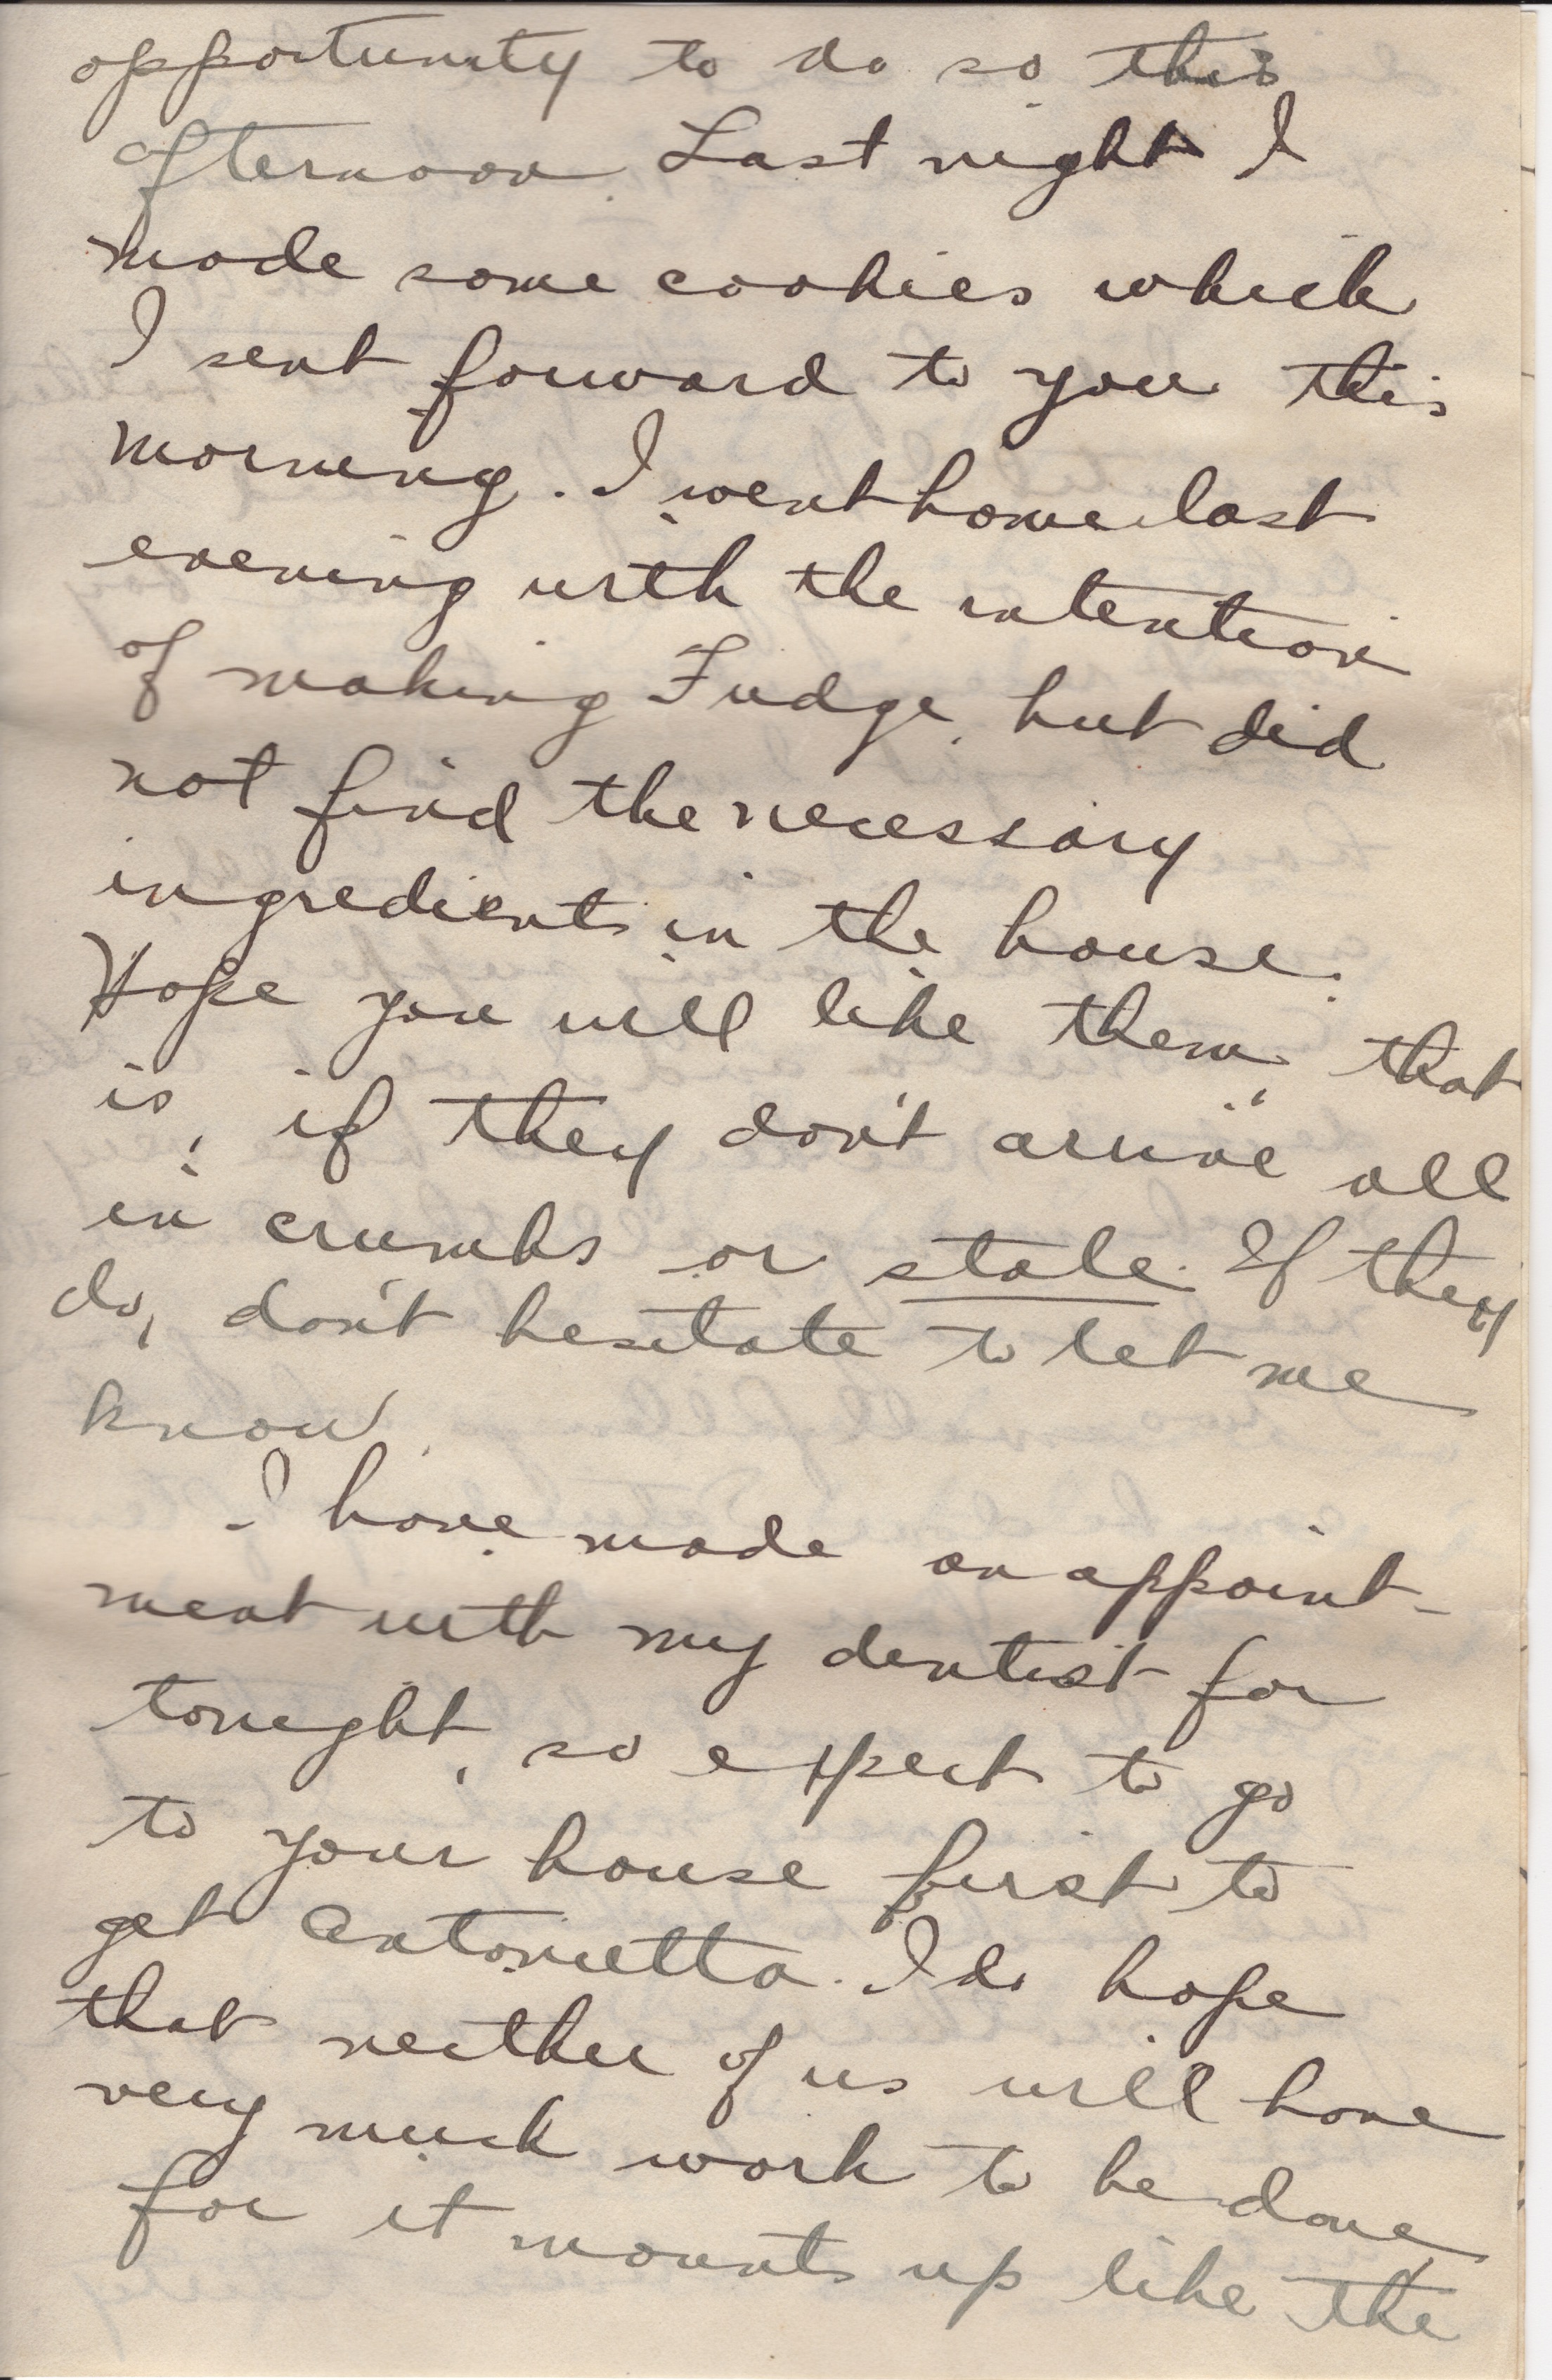 opportunity to do so this
afternoon. Last night I
made some cookies which
I sent forward to you this
morning. I went home last
evening with the intention
of making Fudge, but did
not find the necessary
ingredients in the house.
Hope you will like them, that
is, if they don't arrive all
in crumbs or stale. If they
do, don't hesitate to let me
know.
I have made an appoint-
ment with my dentist for
tonight, so expect to go
to your house first to
get Antonietta. I do hope
that neither of us will have
very much work to be done,
for it mounts up like the